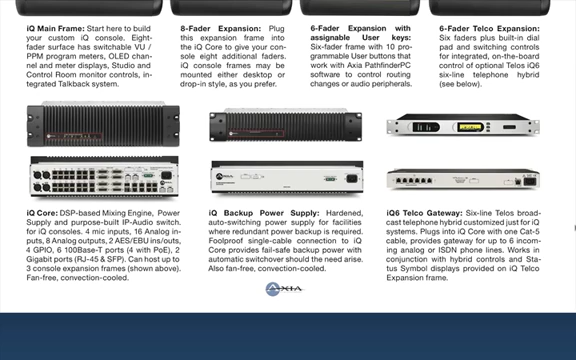 iQ Main Frame: Start here to build
your custom iQ console. Eight-
fader surface has switchable VU /
PPM program meters, OLED chan-
nel and meter displays, Studio and
Control Room monitor controls, in-
tegrated Talkback system.
8-Fader Expansion: Plug
this expansion frame into
the iQ Core to give your con-
sole eight additional faders.
iQ console frames may be
mounted either desktop or
drop-in style, as you prefer.
6-Fader Expansion with
assignable User keys:
Six-fader frame with 10 pro-
grammable User buttons that
work with Axia PathfinderPC
software to control routing
changes or audio peripherals.
6-Fader Telco Expansion:
Six faders plus built-in dial
pad and switching controls
for integrated, on-the-board
control of optional Telos iQ6
six-line telephone hybrid
(see below).
iQ Core: DSP-based Mixing Engine, Power
Supply and purpose-built IP-Audio switch.
for iQ consoles. 4 mic inputs, 16 Analog in-
puts, 8 Analog outputs, 2 AES/EBU ins/outs,
4 GPIO, 6 100Base-T ports (4 with PoE), 2
Gigabit ports (RJ-45 & SFP). Can host up to
3 console expansion frames (shown above).
Fan-free, convection-cooled.
iQ Backup Power Supply: Hardened,
auto-switching power supply for facilities
where redundant power backup is required.
Foolproof single-cable connection to iQ
Core provides fail-safe backup power with
automatic switchover should the need arise.
Also fan-free, convection-cooled.
iQ6 Telco Gateway: Six-line Telos broad-
cast telephone hybrid customized just for iQ
systems. Plugs into iQ Core with one Cat-5
cable, provides gateway for up to 6 incom-
ing analog or ISDN phone lines. Works in
conjunction with hybrid controls and Sta-
tus Symbol displays provided on iQ Telco
Expansion frame.
AXIA